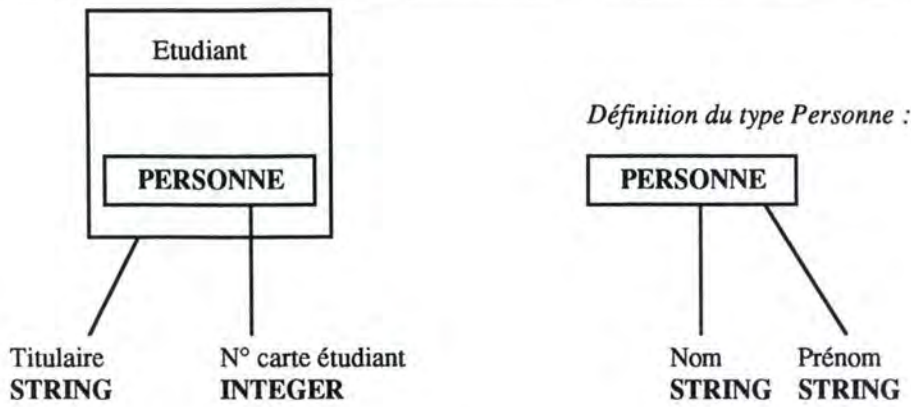 Etudiant
Définition du type Personne :
PERSONNE
PERSONNE
Titulaire
STRING
N° carte étudiant
INTEGER
Nom
STRING
Prénom
STRING